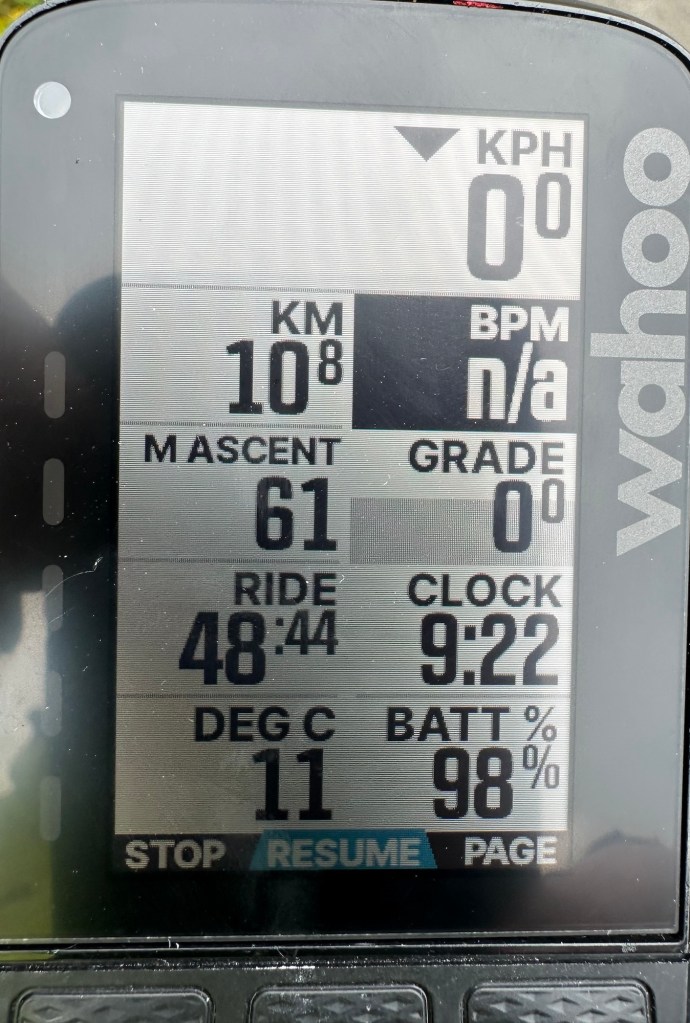 KPH
0⁰
KM BPM
10⁸ n/a
M ASCENT GRADE
61 0⁰
RIDE CLOCK
48:44 9:22
DEG C BATT %
11 98%
STOP RESUME PAGE
wahoo